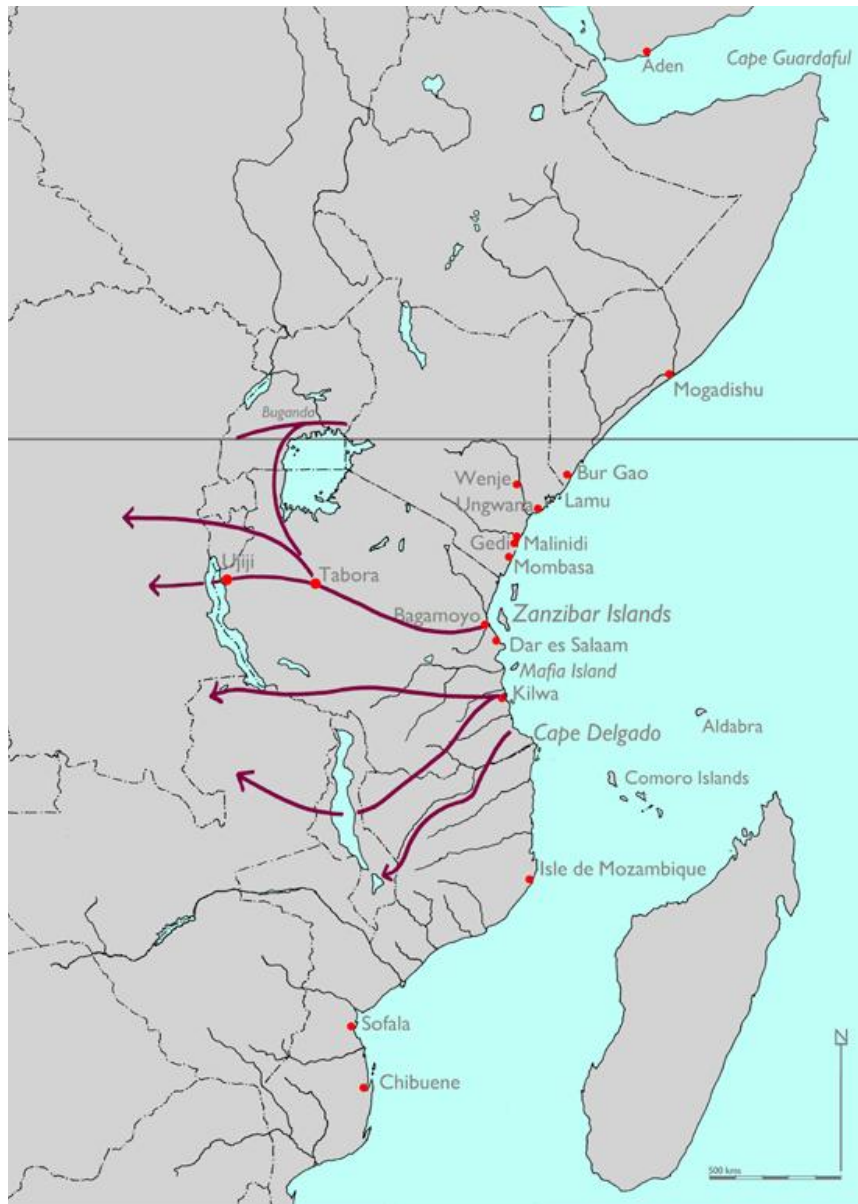 Aden
Cape Guardaful
Mogadishu
Buganda
Wenje
Bur Gao
Ungwana
Lamu
Gedi
Malinidi
Mombasa
Ujiji
Tabora
Bagamoyo
Zanzibar Islands
Dar es Salaam
Mafia Island
Kilwa
Cape Delgado
Aldabra
Comoro Islands
Isle de Mozambique
Sofala
Chibuene
N
500 kms